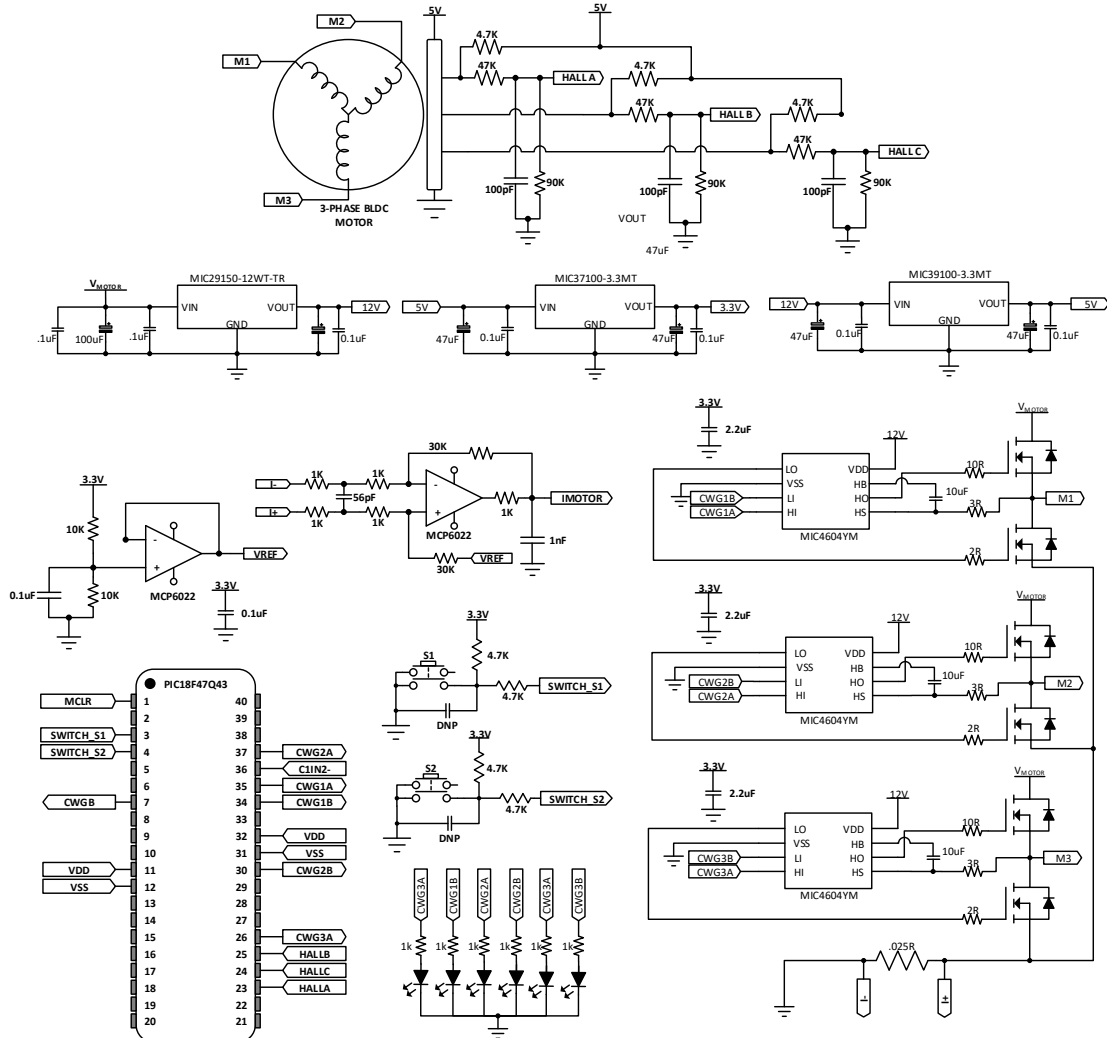 M2
M1
M3
3-PHASE BLDC
MOTOR
5V
5V
4.7K
47K
HALL A
4.7K
47K
HALL B
4.7K
47K
HALL C
100pF
90K
100pF
90K
100pF
90K
VOUT
47uF
MIC29150-12WT-TR
VMOTOR
VIN
VOUT
GND
12V
.1uF
100uF
.1uF
0.1uF
MIC37100-3.3MT
5V
VIN
VOUT
GND
3.3V
47uF
0.1uF
47uF
0.1uF
MIC39100-3.3MT
12V
VIN
VOUT
GND
5V
47uF
0.1uF
47uF
0.1uF
3.3V
10K
10K
0.1uF
-
+
MCP6022
VREF
3.3V
0.1uF
30K
I-
1K
1K
56pF
I+
1K
1K
-
+
MCP6022
1K
IMOTOR
1nF
30K
VREF
3.3V
2.2uF
12V
LO
VSS
LI
HI
VDD
HB
HO
HS
CWG1B
CWG1A
MIC4604YM
10uF
10R
3R
2R
VMOTOR
M1
3.3V
2.2uF
12V
LO
VSS
LI
HI
VDD
HB
HO
HS
CWG2B
CWG2A
MIC4604YM
10uF
10R
3R
2R
VMOTOR
M2
3.3V
2.2uF
12V
LO
VSS
LI
HI
VDD
HB
HO
HS
CWG3B
CWG3A
MIC4604YM
10uF
10R
3R
2R
VMOTOR
M3
.025R
I-
I+
3.3V
S1
4.7K
4.7K
SWITCH_S1
DNP
3.3V
S2
4.7K
4.7K
SWITCH_S2
DNP
CWG3A
CWG1B
CWG2A
CWG2B
CWG3A
CWG3B
1k
1k
1k
1k
1k
1k
PIC18F47Q43
MCLR 1 40
2 39
SWITCH_S1 3 38
SWITCH_S2 4 37 CWG2A
5 36 C1IN2-
6 35 CWG1A
CWGB 7 34 CWG1B
8 33
9 32 VDD
10 31 VSS
VDD 11 30 CWG2B
VSS 12 29
13 28
14 27
15 26 CWG3A
16 25 HALLB
17 24 HALLC
18 23 HALLA
19 22
20 21